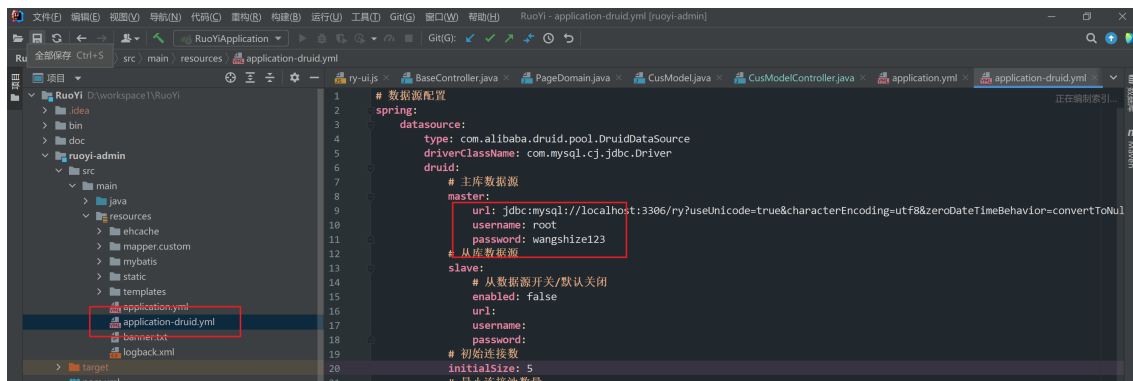 文件(F) 编辑(E) 视图(V) 导航(N) 代码(C) 重构(R) 构建(B) 运行(U) 工具(T) Git(G) 窗口(W) 帮助(H) RuoYi - application-druid.yml [ruoyi-admin]
RuoYiApplication Git(G):
Ru 全部保存 Ctrl+S src main resources application-druid.yml
项目
ry-ui.js BaseController.java PageDomain.java CusModel.java CusModelController.java application.yml application-druid.yml
正在编制索引...
Maven
RuoYi D:\workspace1\RuoYi
.idea
bin
doc
ruoyi-admin
src
main
java
resources
ehcache
mapper.custom
mybatis
static
templates
application.yml
application-druid.yml
banner.txt
logback.xml
target
1 # 数据源配置
2 spring:
3 datasource:
4 type: com.alibaba.druid.pool.DruidDataSource
5 driverClassName: com.mysql.cj.jdbc.Driver
6 druid:
7 # 主库数据源
8 master:
9 url: jdbc:mysql://localhost:3306/ry?useUnicode=true&characterEncoding=utf8&zeroDateTimeBehavior=convertToNul
10 username: root
11 password: wangshize123
12 # 从库数据源
13 slave:
14 # 从数据源开关/默认关闭
15 enabled: false
16 url:
17 username:
18 password:
19 # 初始连接数
20 initialSize: 5